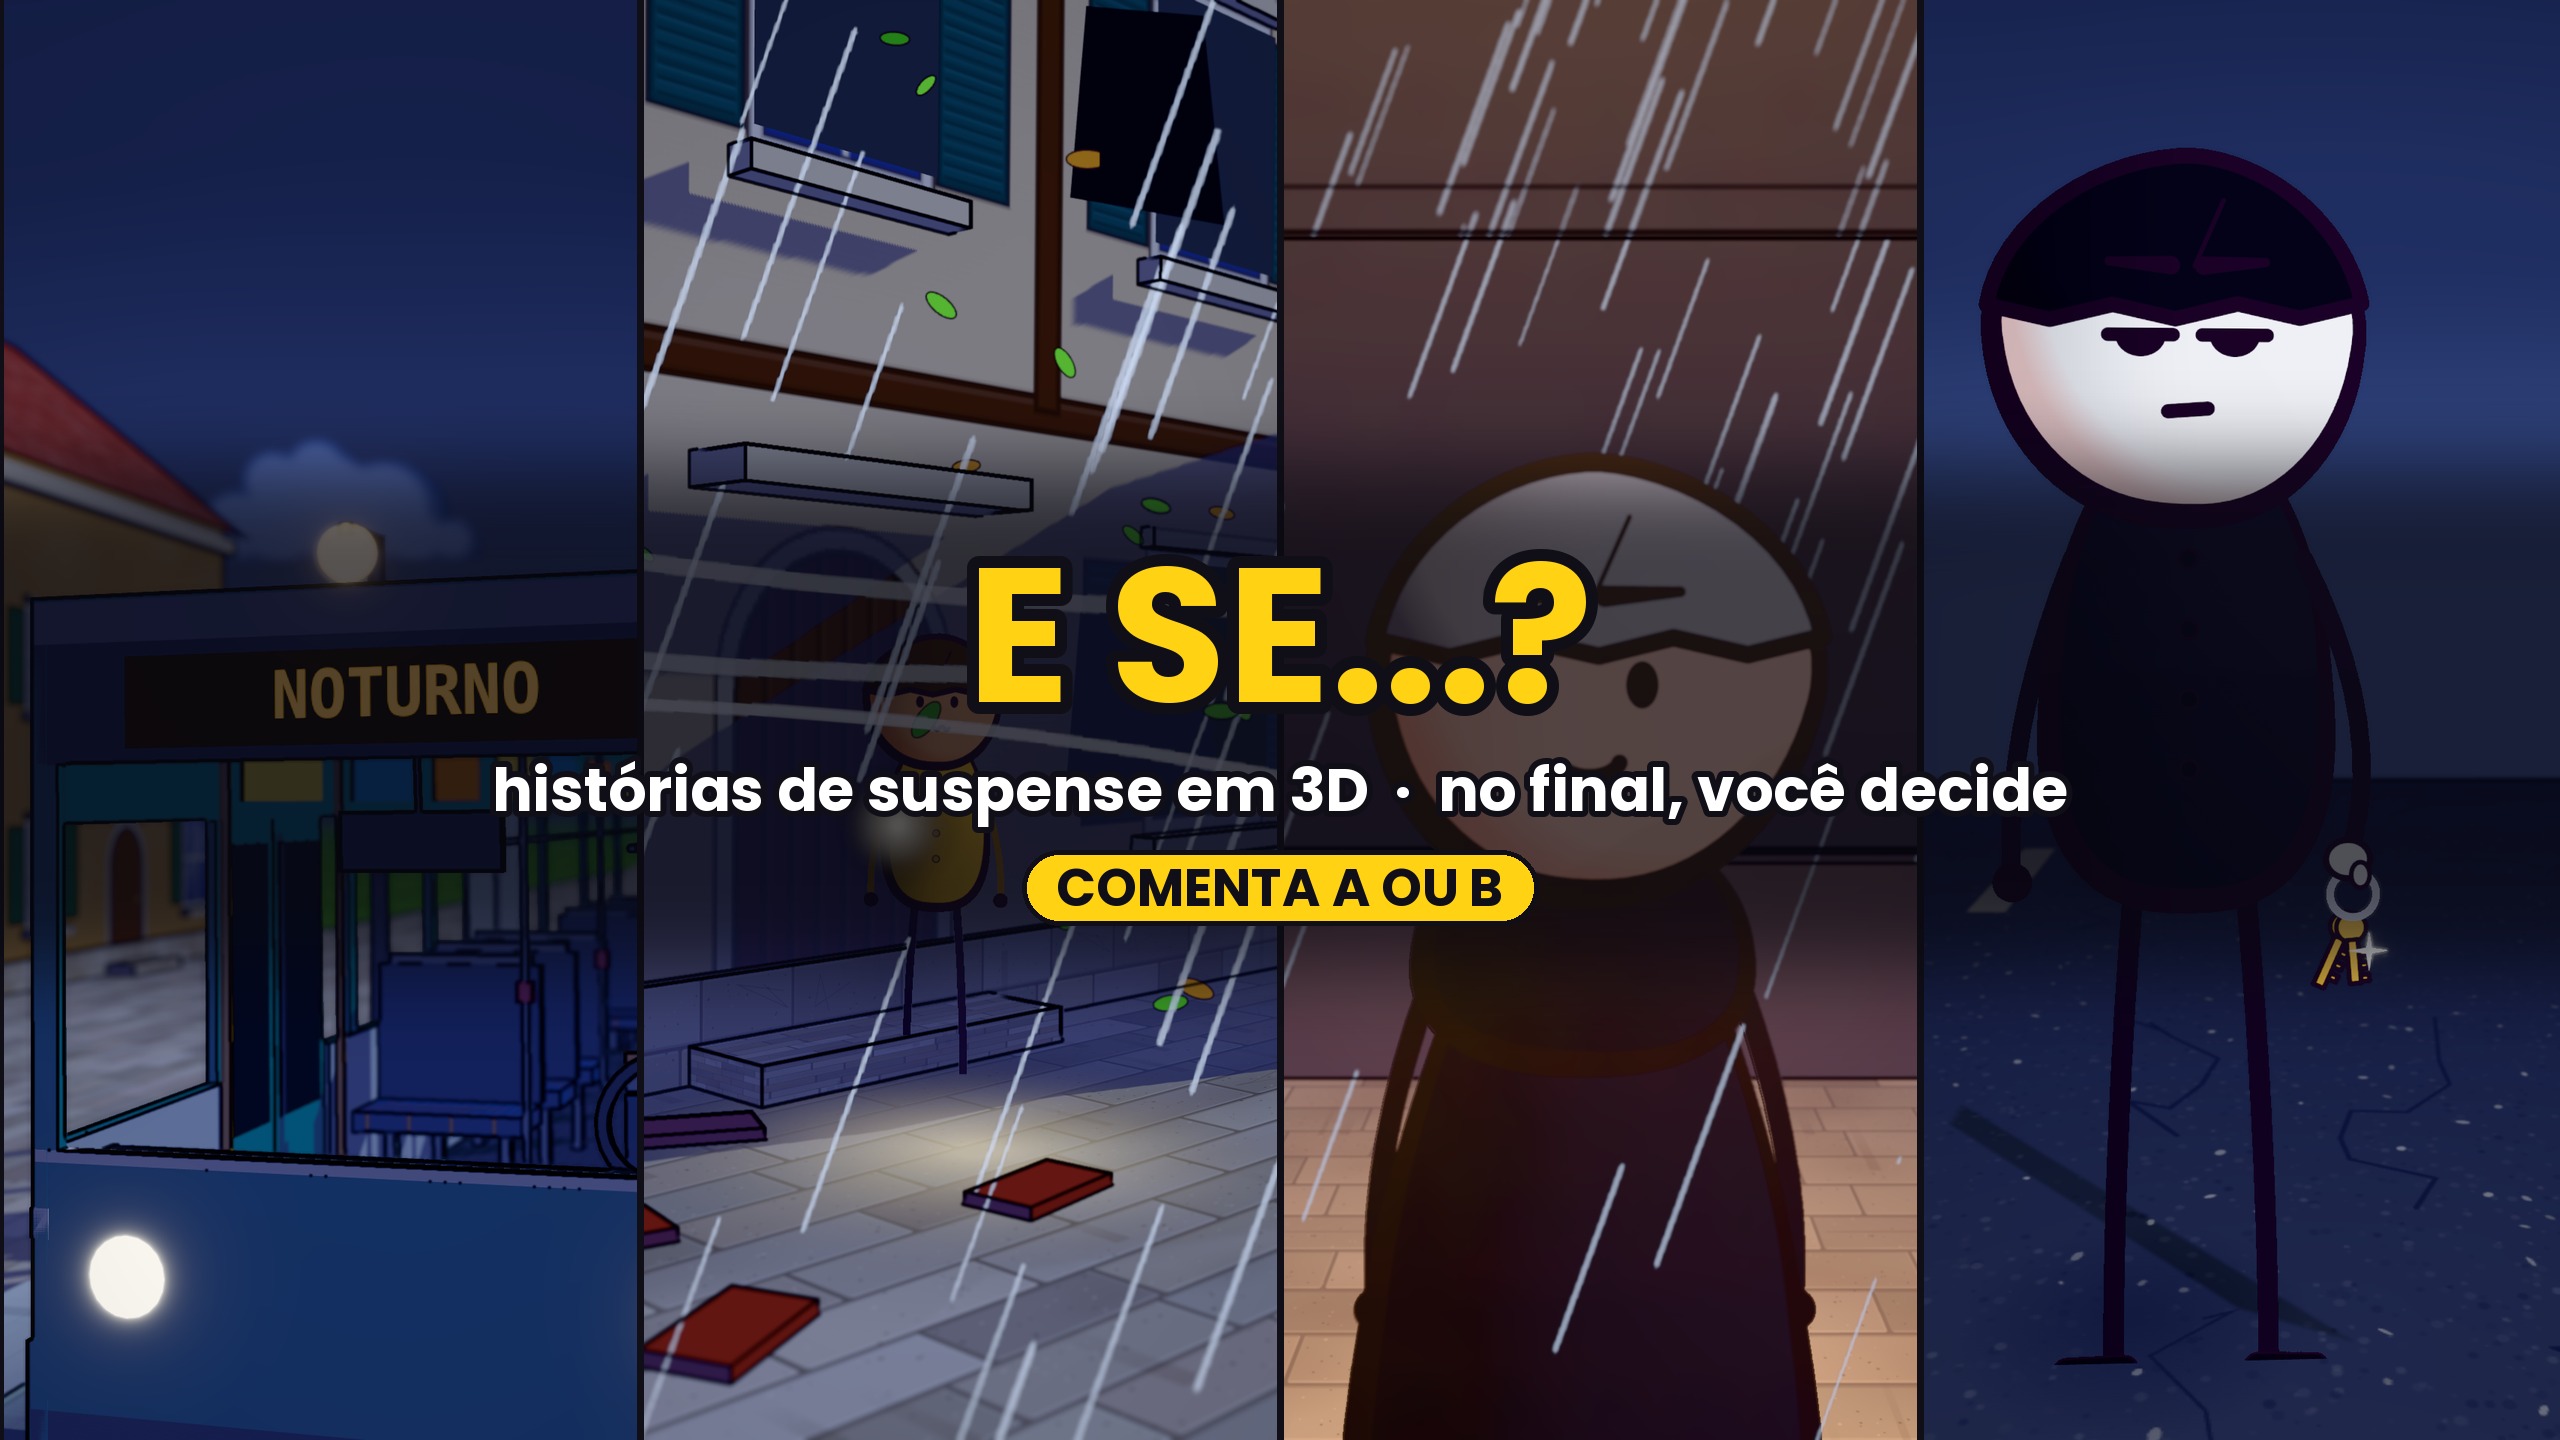 E SE...?
NOTURNO
histórias de suspense em 3D · no final, você decide
COMENTA A OU B